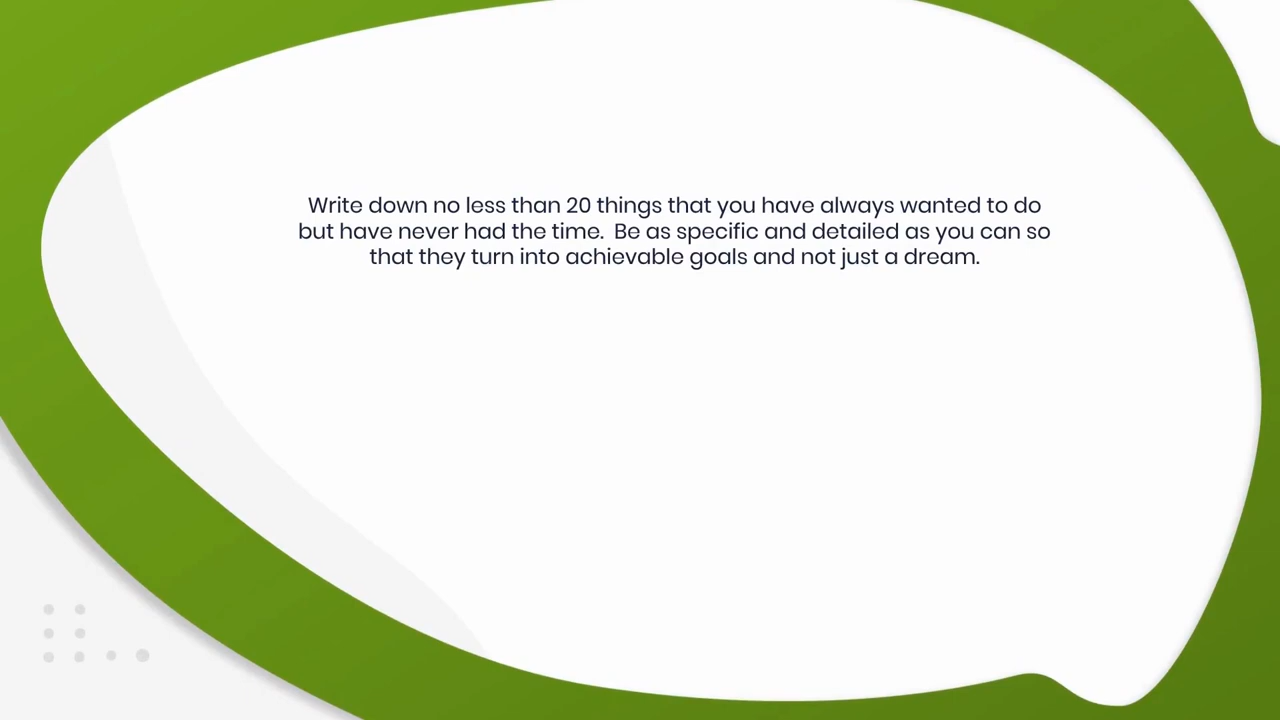 Write down no less than 20 things that you have always wanted to do
but have never had the time.  Be as specific and detailed as you can so
that they turn into achievable goals and not just a dream.